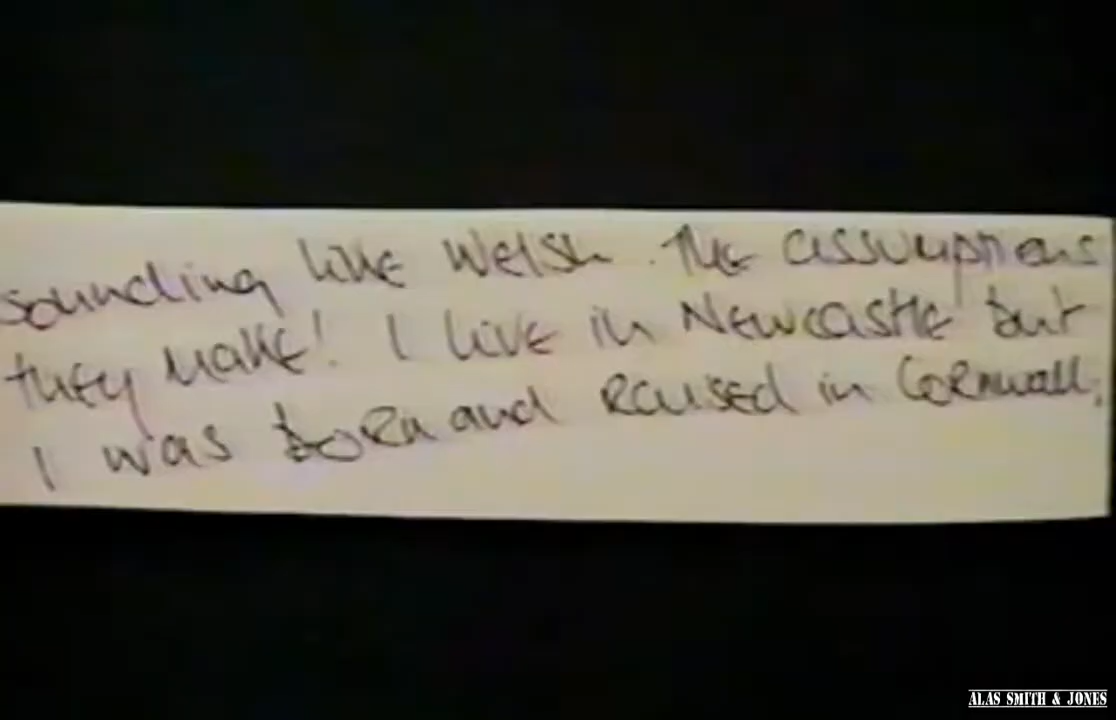 sounding like Welsh. The assumptions
they make! I live in Newcastle but
I was born and raised in Cornwall,
ALAS SMITH & JONES